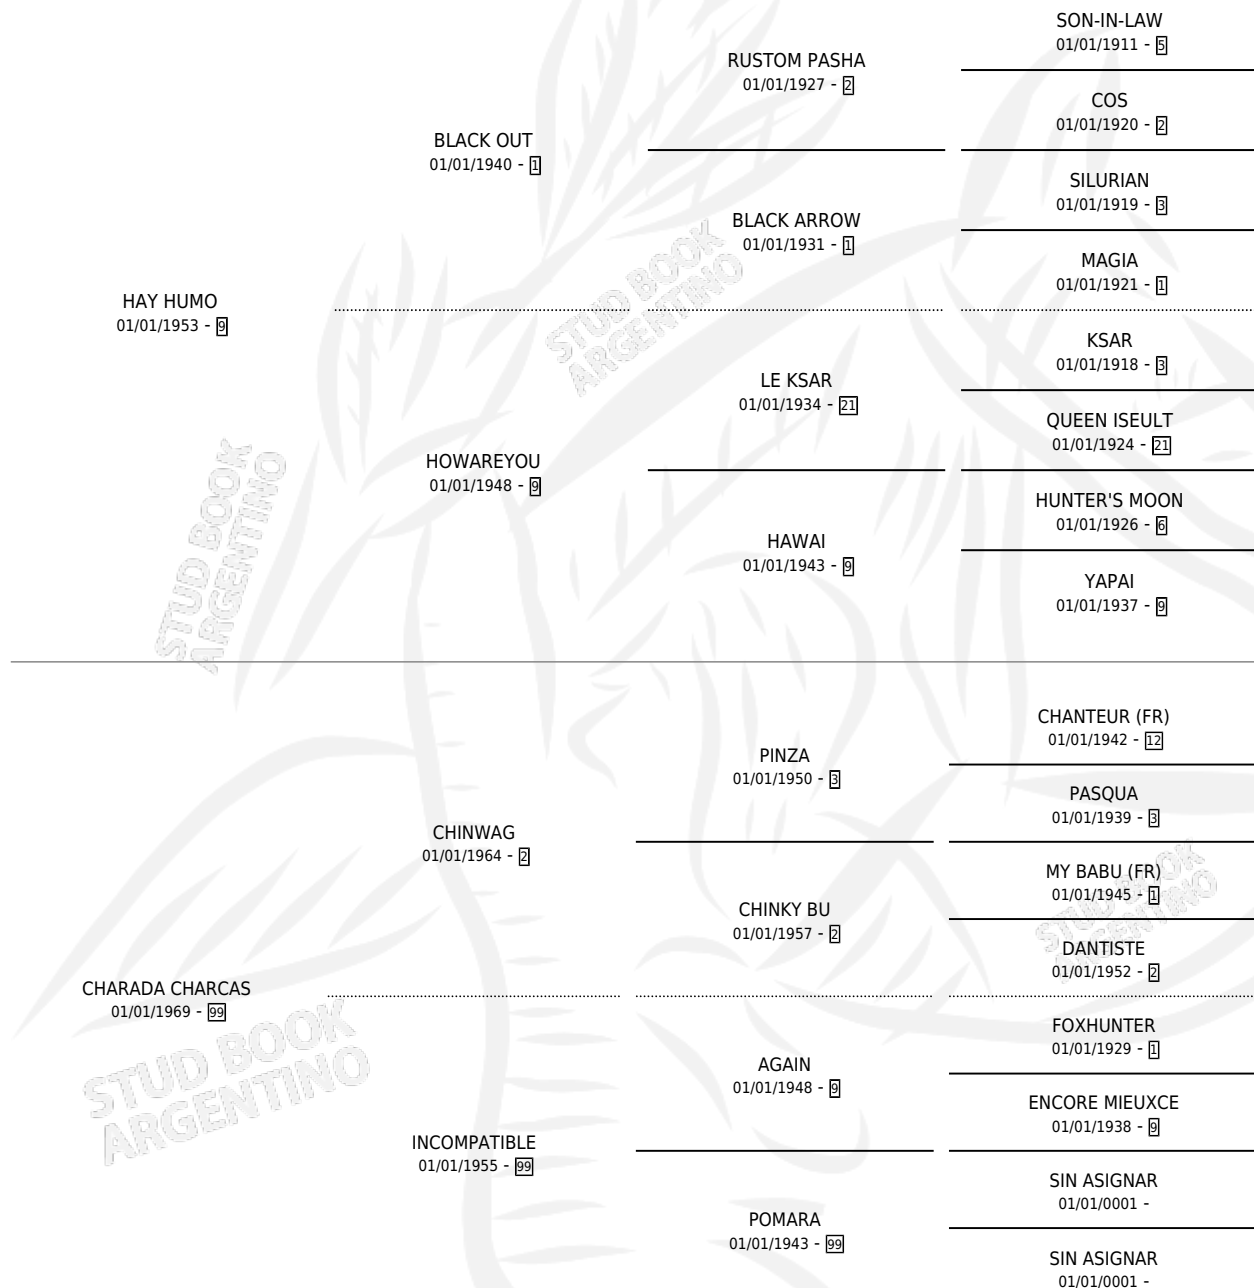 SON-IN-LAW
01/01/1911 - 5
RUSTOM PASHA
01/01/1927 - 2
COS
01/01/1920 - 2
BLACK OUT
01/01/1940 - 1
SILURIAN
01/01/1919 - 3
BLACK ARROW
01/01/1931 - 1
MAGIA
01/01/1921 - 1
HAY HUMO
01/01/1953 - 9
KSAR
01/01/1918 - 3
LE KSAR
01/01/1934 - 21
QUEEN ISEULT
01/01/1924 - 21
HOWAREYOU
01/01/1948 - 9
HUNTER'S MOON
01/01/1926 - 6
HAWAI
01/01/1943 - 9
YAPAI
01/01/1937 - 9
CHANTEUR (FR)
01/01/1942 - 12
PINZA
01/01/1950 - 3
PASQUA
01/01/1939 - 3
CHINWAG
01/01/1964 - 2
MY BABU (FR)
01/01/1945 - 1
CHINKY BU
01/01/1957 - 2
DANTISTE
01/01/1952 - 2
CHARADA CHARCAS
01/01/1969 - 99
FOXHUNTER
01/01/1929 - 1
AGAIN
01/01/1948 - 9
ENCORE MIEUXCE
01/01/1938 - 9
INCOMPATIBLE
01/01/1955 - 99
SIN ASIGNAR
01/01/0001 -
POMARA
01/01/1943 - 99
SIN ASIGNAR
01/01/0001 -
STUD BOOK
ARGENTINO
STUD BOOK
ARGENTINO
STUD BOOK
ARGENTINO
STUD BOOK
ARGENTINO